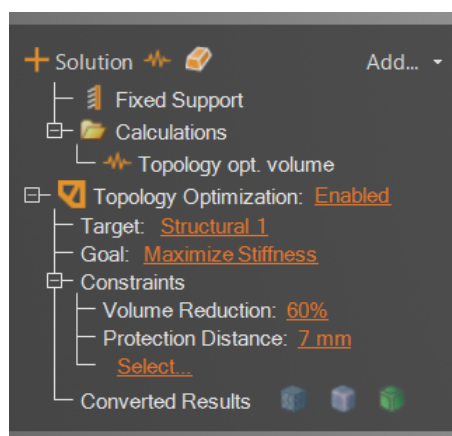 Solution Add...
Fixed Support
Calculations
Topology opt. volume
Topology Optimization: Enabled
Target: Structural 1
Goal: Maximize Stiffness
Constraints
Volume Reduction: 60%
Protection Distance: 7 mm
Select...
Converted Results